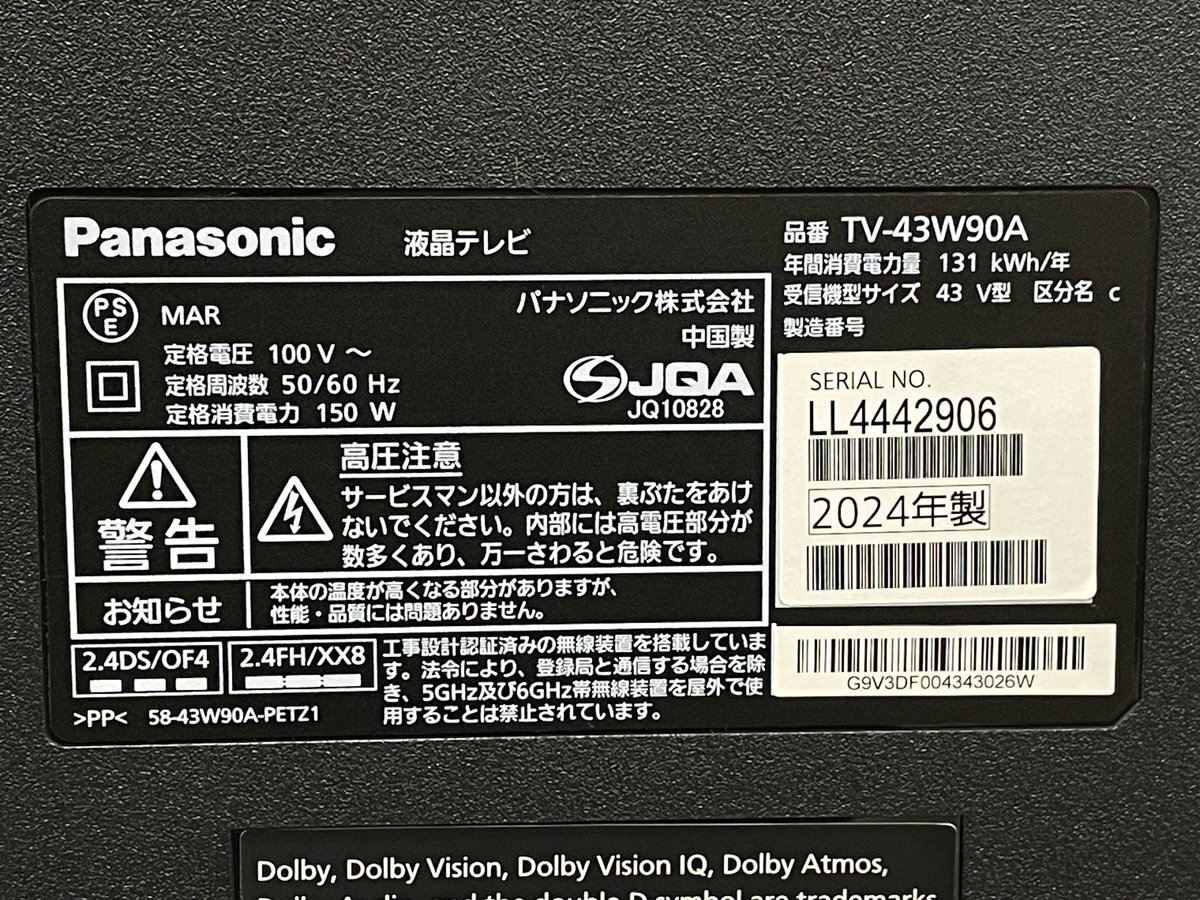 Panasonic 液晶テレビ
品番 TV-43W90A
年間消費電力量 131 kWh/年
受信機型サイズ 43 V型 区分名 c
製造番号
PS
E
MAR
定格電圧 100 V ～
定格周波数 50/60 Hz
定格消費電力 150 W
パナソニック株式会社
中国製
JQA
JQ10828
SERIAL NO.
LL4442906
2024年製
G9V3DF004343026W
警告
高圧注意
サービスマン以外の方は、裏ぶたをあけ
ないでください。内部には高電圧部分が
数多くあり、万一さわると危険です。
お知らせ
本体の温度が高くなる部分がありますが、
性能・品質には問題ありません。
2.4DS/OF4
2.4FH/XX8
工事設計認証済みの無線装置を搭載していま
す。法令により、登録局と通信する場合を除
き、5GHz及び6GHz帯無線装置を屋外で使
用することは禁止されています。
>PP< 58-43W90A-PETZ1
Dolby, Dolby Vision, Dolby Vision IQ, Dolby Atmos,
Dolby Audio, and the double-D symbol are trademarks